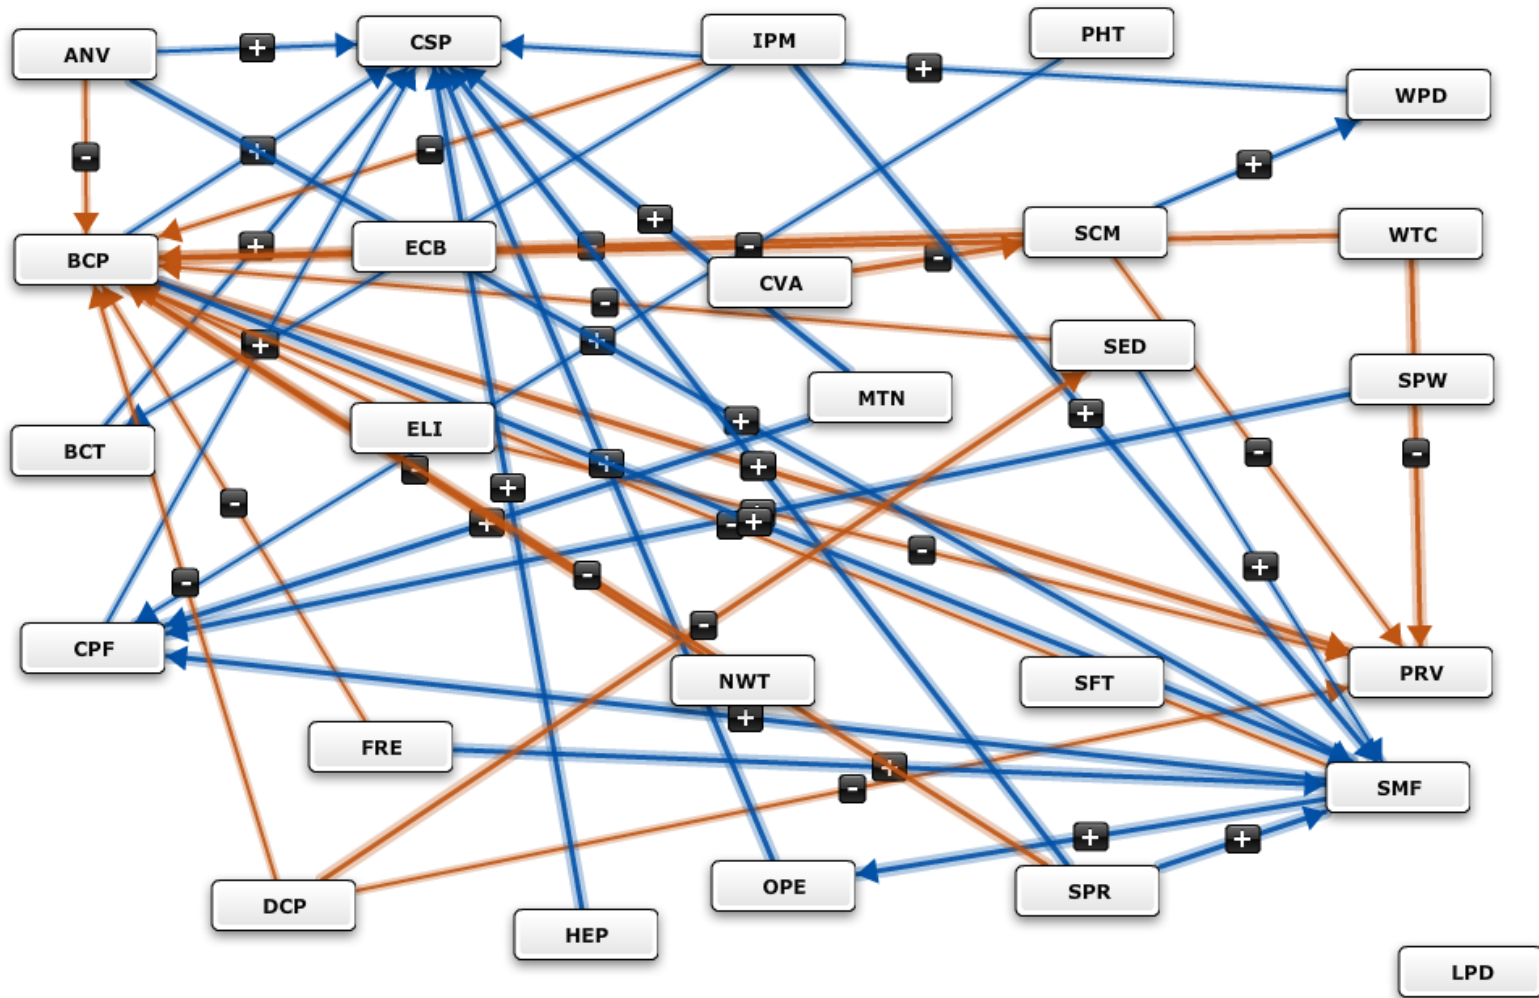 ANV
CSP
IPM
PHT
+
+
WPD
-
+
-
+
+
SCM
WTC
BCP
+
ECB
-
-
-
CVA
-
SED
+
+
SPW
MTN
+
+
ELI
BCT
-
+
+
+
-
-
-
+
+
+
-
+
-
+
-
-
-
CPF
NWT
SFT
PRV
+
FRE
+
-
SMF
+
+
DCP
OPE
SPR
HEP
LPD